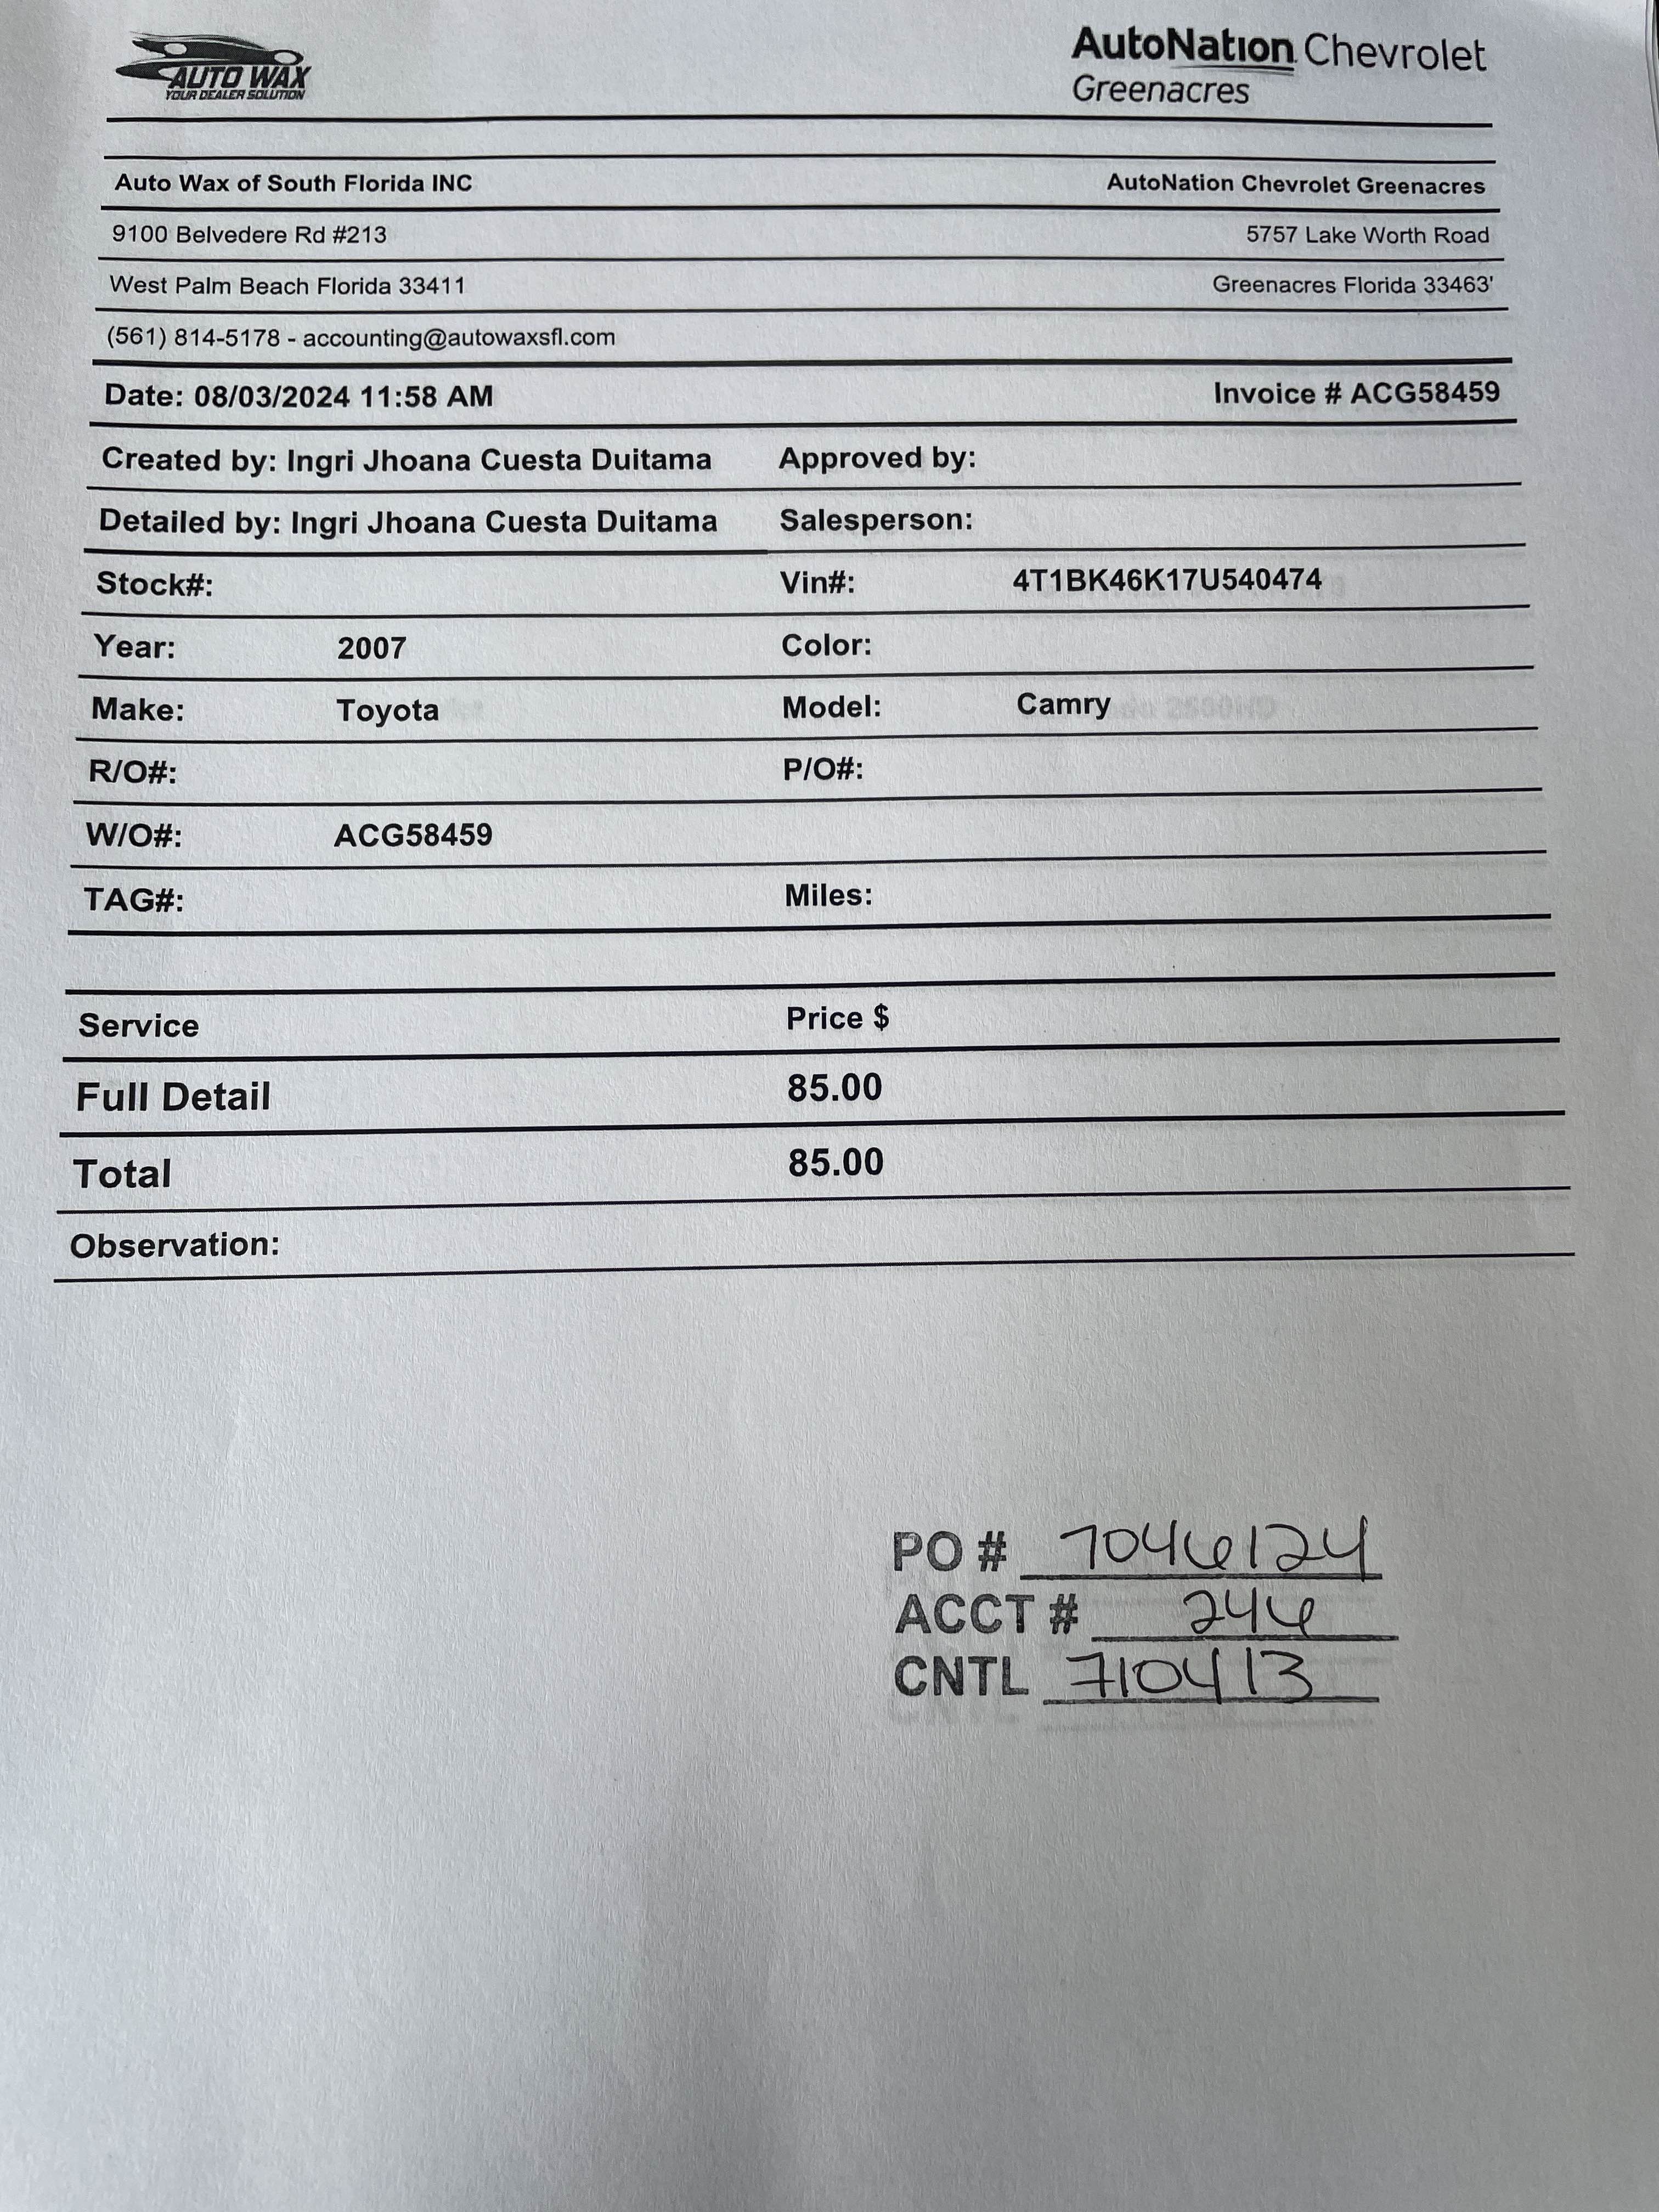 AUTO WAX
YOUR DEALER SOLUTION
AutoNation Chevrolet
Greenacres
Auto Wax of South Florida INC AutoNation Chevrolet Greenacres
9100 Belvedere Rd #213 5757 Lake Worth Road
West Palm Beach Florida 33411 Greenacres Florida 33463'
(561) 814-5178 - accounting@autowaxsfl.com
Date: 08/03/2024 11:58 AM Invoice # ACG58459
Created by: Ingri Jhoana Cuesta Duitama Approved by:
Detailed by: Ingri Jhoana Cuesta Duitama Salesperson:
Stock#: Vin#: 4T1BK46K17U540474
Year: 2007 Color:
Make: Toyota Model: Camry
R/O#: P/O#:
W/O#: ACG58459
TAG#: Miles:
Service Price $
Full Detail 85.00
Total 85.00
Observation:
PO # 7046124
ACCT # 246
CNTL 710413